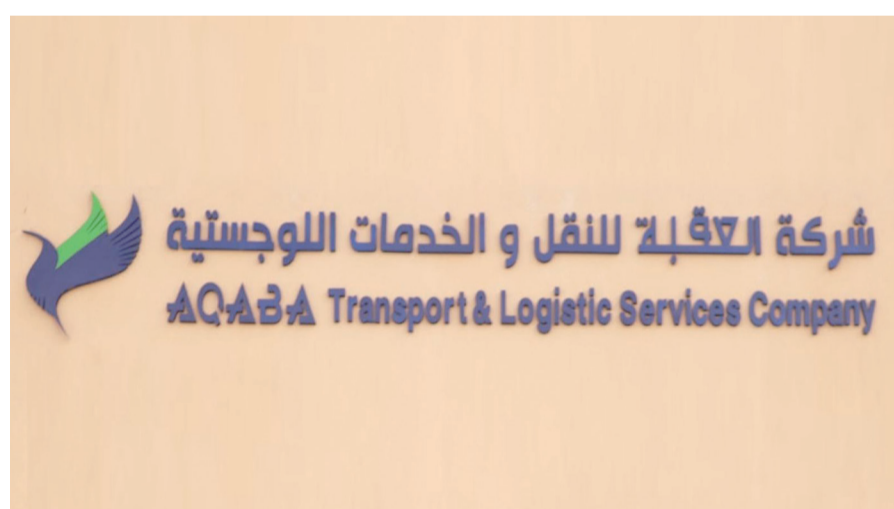 شركة العقبة للنقل و الخدمات اللوجستية
AQABA Transport & Logistic Services Company